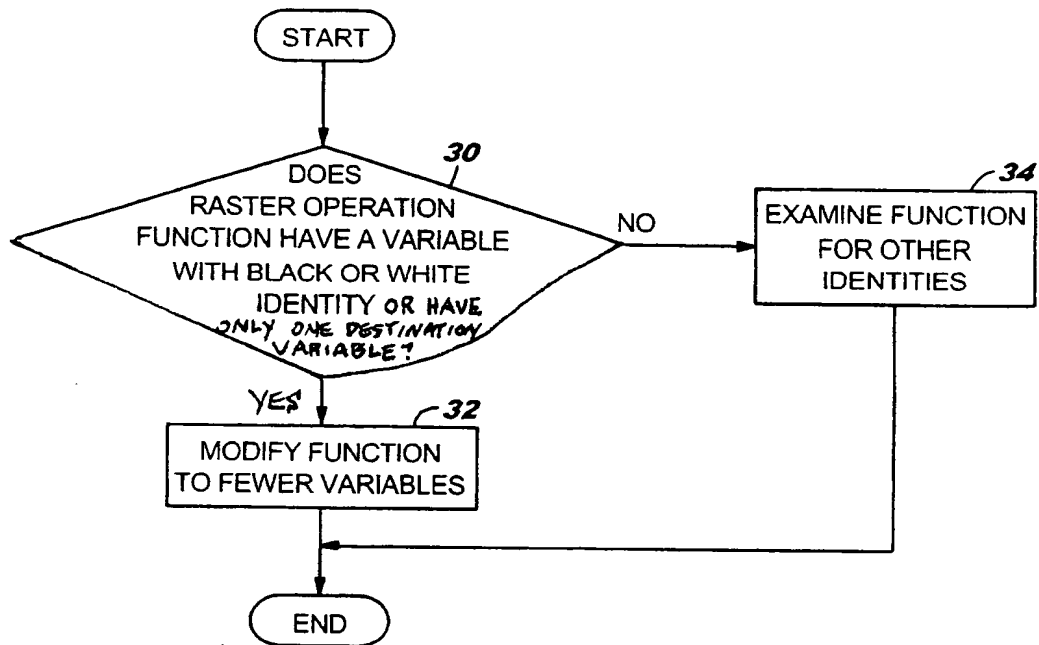 START
30
DOES
RASTER OPERATION
FUNCTION HAVE A VARIABLE
WITH BLACK OR WHITE
IDENTITY OR HAVE
ONLY ONE DESTINATION
VARIABLE?
NO
34
EXAMINE FUNCTION
FOR OTHER
IDENTITIES
YES
32
MODIFY FUNCTION
TO FEWER VARIABLES
END